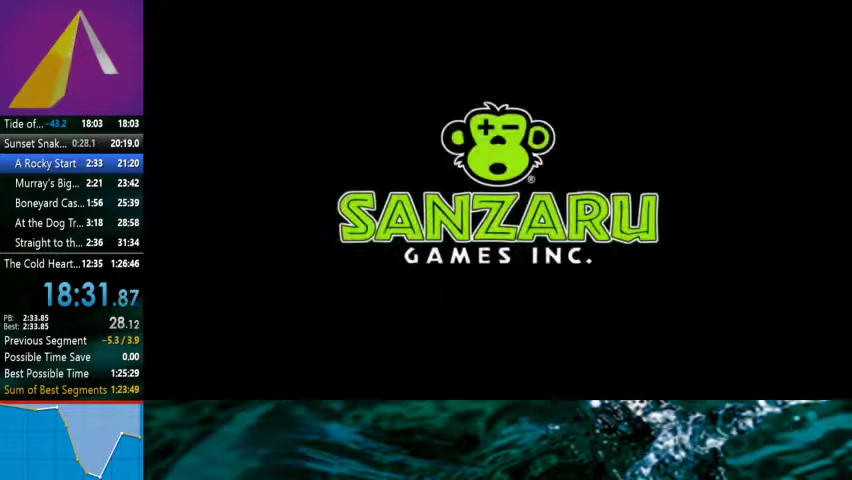 Tide of... −43.2 18:03 18:03
Sunset Snak... 0:28.1 20:19.0
A Rocky Start 2:33 21:20
Murray's Big... 2:21 23:42
Boneyard Cas... 1:56 25:39
At the Dog Tr... 3:18 28:58
Straight to th... 2:36 31:34
The Cold Heart... 12:35 1:26:46
18:31.87
PB: 2:33.85
Best: 2:33.85
28.12
Previous Segment −5.3 / 3.9
Possible Time Save 0.00
Best Possible Time 1:25:29
Sum of Best Segments 1:23:49
SANZARU
GAMES INC.
®